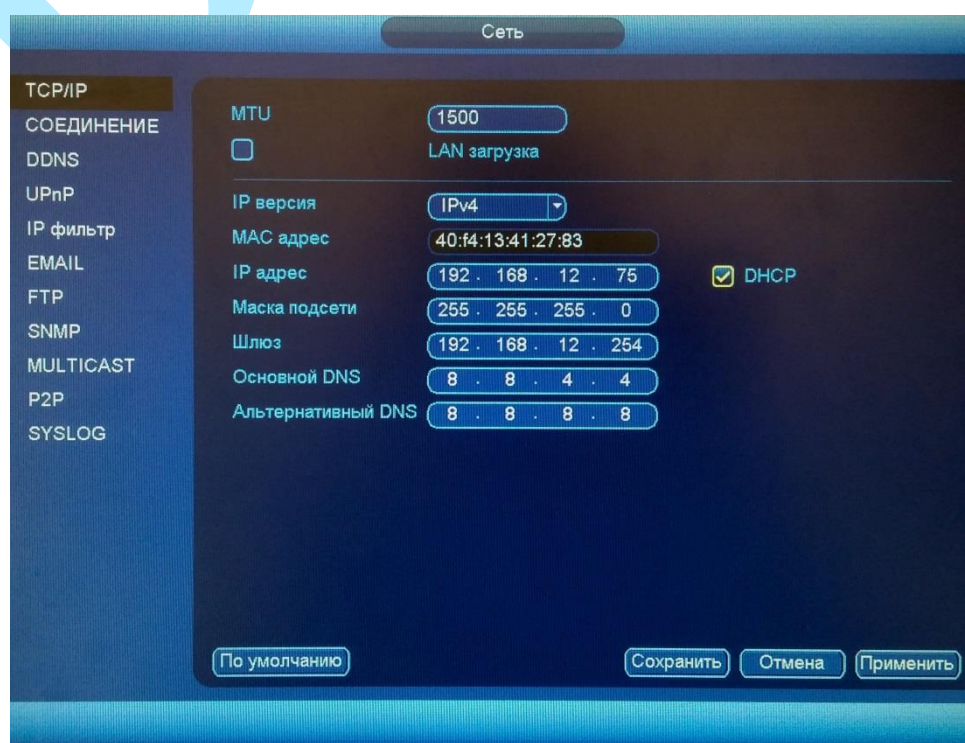 Сеть
TCP/IP
СОЕДИНЕНИЕ
DDNS
UPnP
IP фильтр
EMAIL
FTP
SNMP
MULTICAST
P2P
SYSLOG
MTU 1500
LAN загрузка
IP версия IPv4
MAC адрес 40:f4:13:41:27:83
IP адрес 192 . 168 . 12 . 75 DHCP
Маска подсети 255 . 255 . 255 . 0
Шлюз 192 . 168 . 12 . 254
Основной DNS 8 . 8 . 4 . 4
Альтернативный DNS 8 . 8 . 8 . 8
По умолчанию Сохранить Отмена Применить